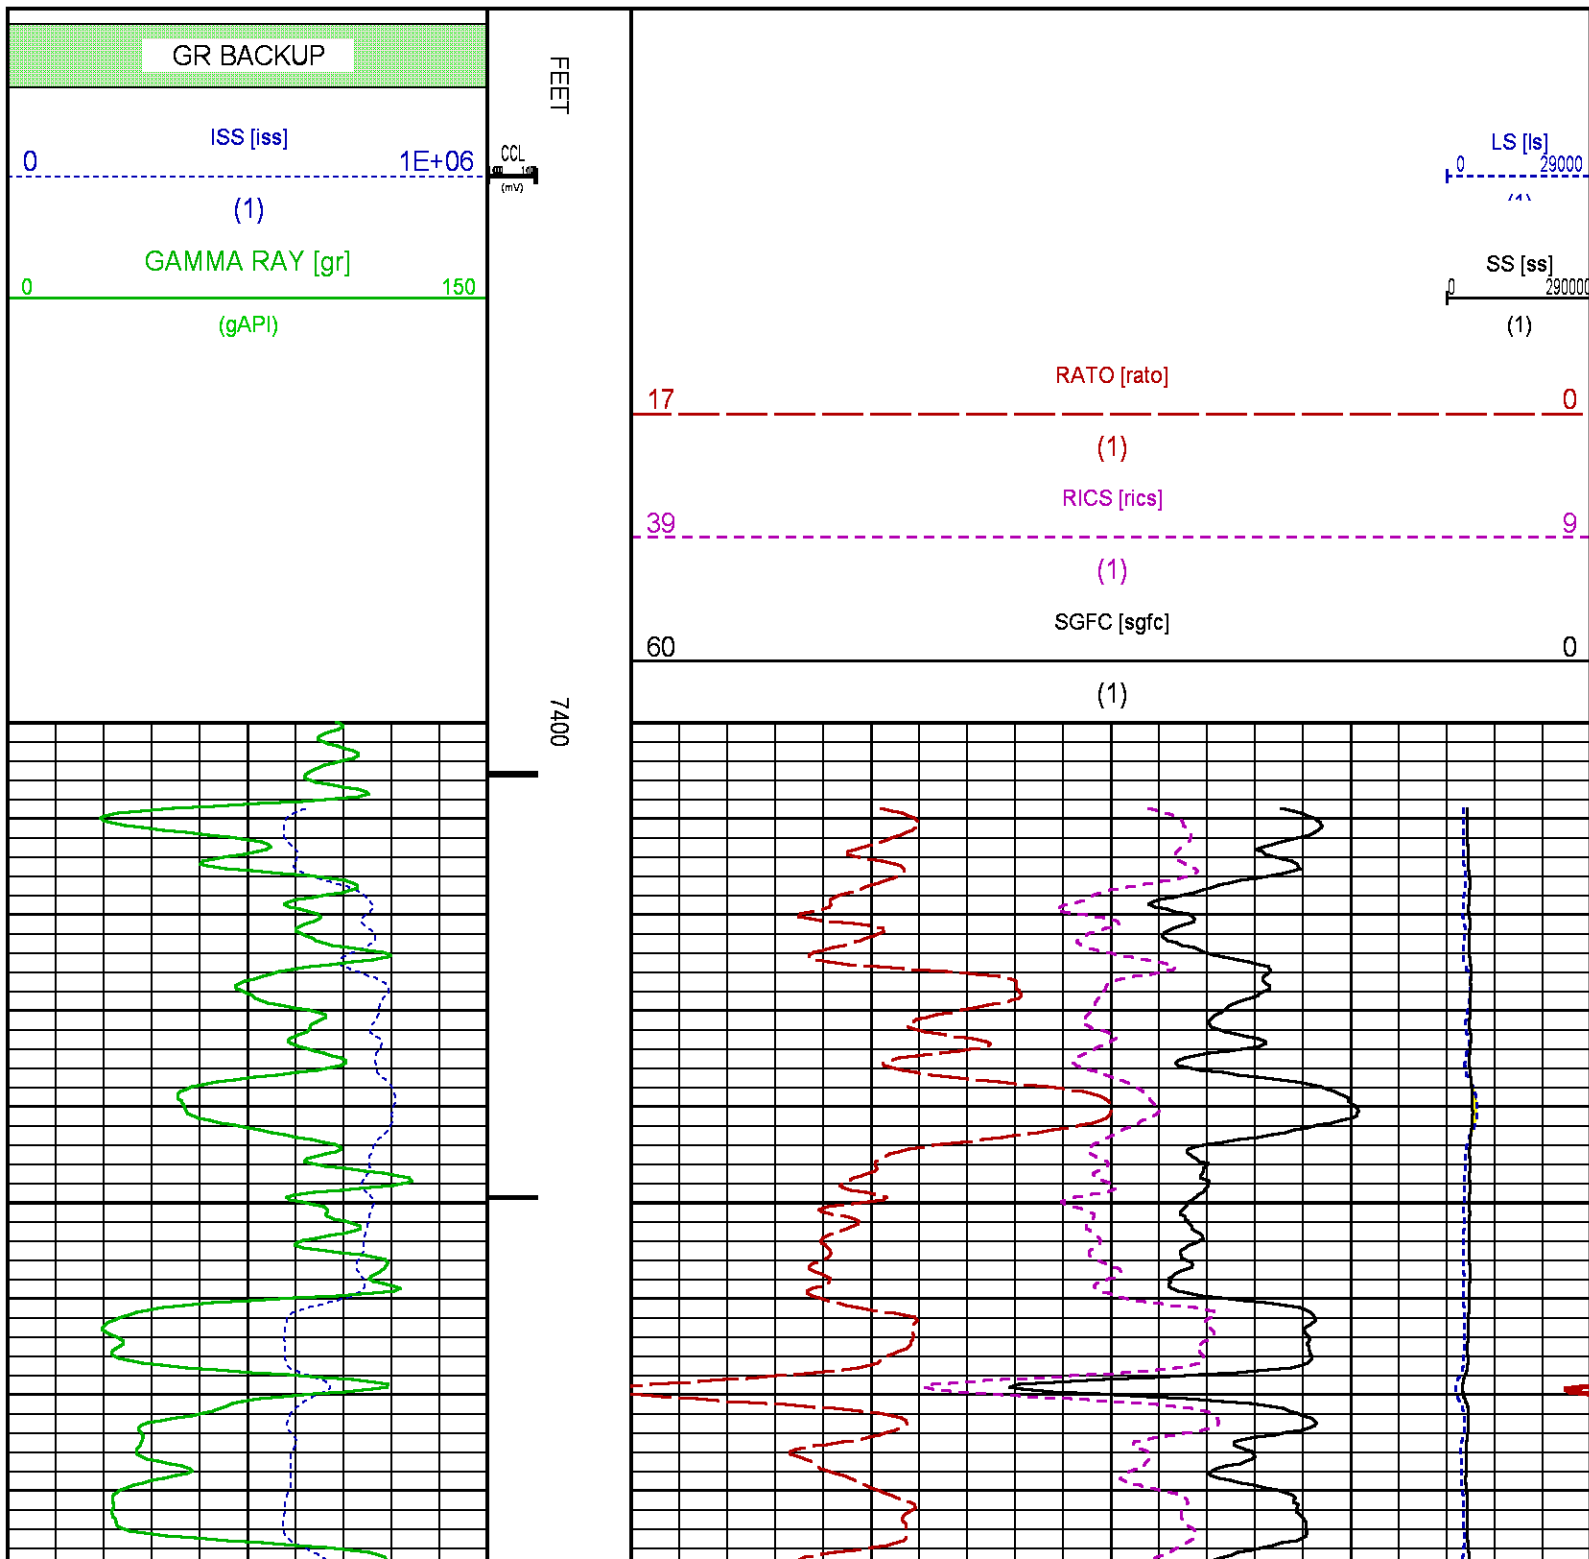 GR BACKUP
ISS [iss]
0 1E+06
(1)
GAMMA RAY [gr]
0 150
(gAPI)
CCL
(mV)
FEET
7400
LS [ls]
0 29000
SS [ss]
0 290000
(1)
RATO [rato]
17 0
(1)
RICS [rics]
39 9
(1)
SGFC [sgfc]
60 0
(1)